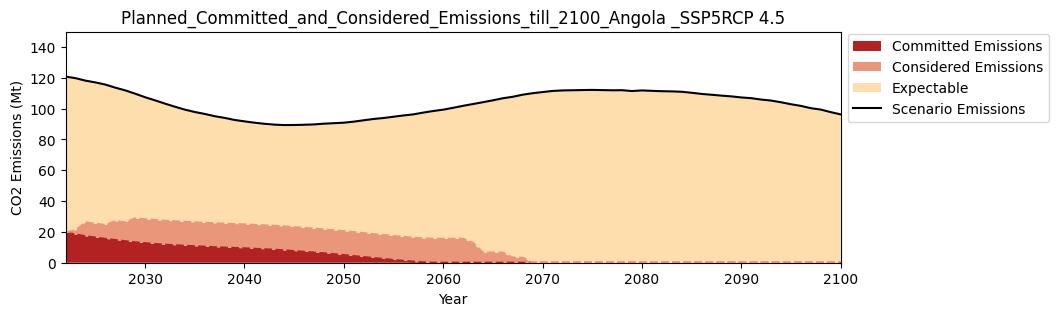 Planned_Committed_and_Considered_Emissions_till_2100_Angola _SSP5RCP 4.5
CO2 Emissions (Mt)
140
120
100
80
60
40
20
0
2030
2040
2050
2060
2070
2080
2090
2100
Year
Committed Emissions
Considered Emissions
Expectable
Scenario Emissions